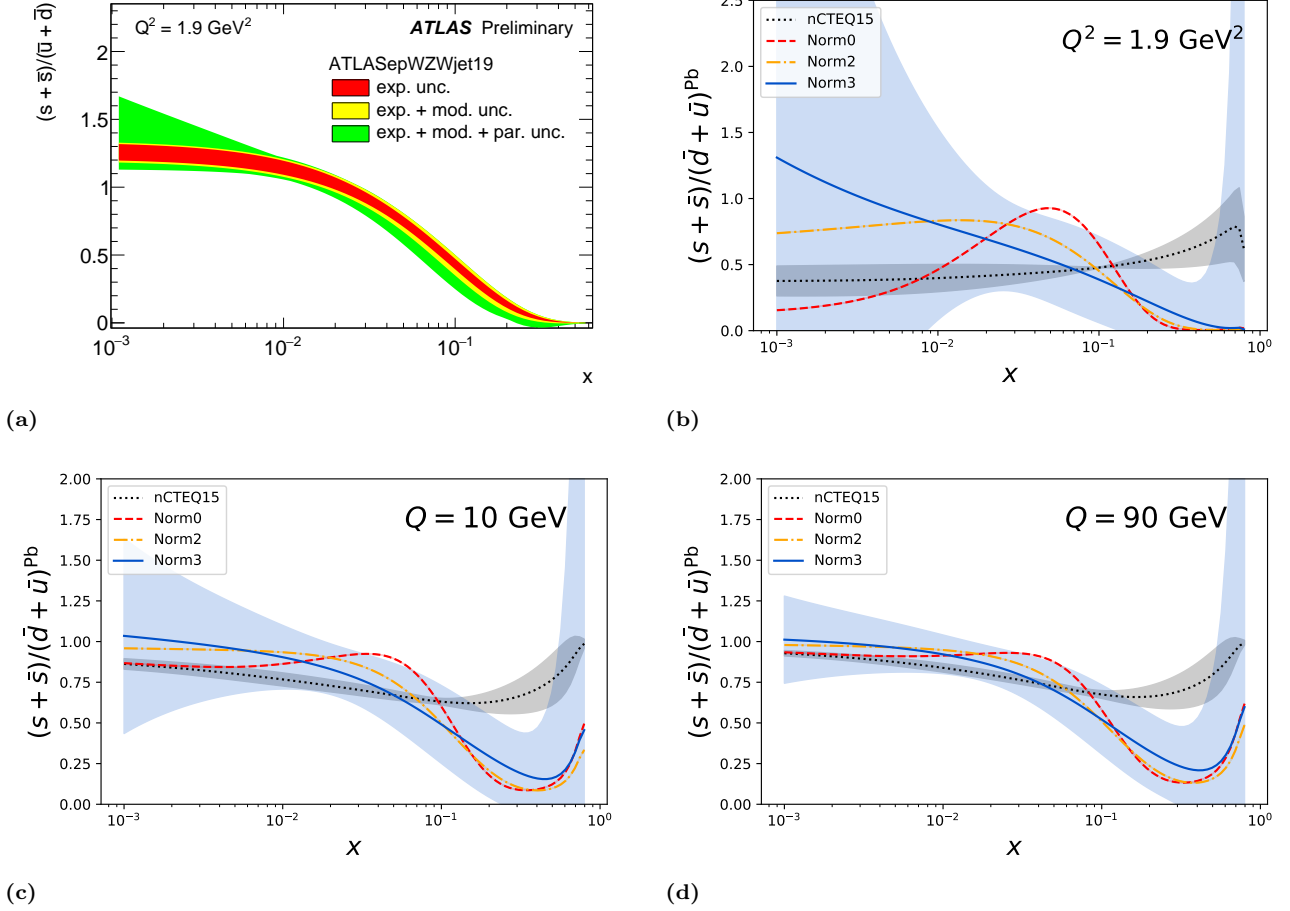 Q² = 1.9 GeV²
ATLAS Preliminary
ATLASepWZWjet19
exp. unc.
exp. + mod. unc.
exp. + mod. + par. unc.
(s + s̄)/(ū + d̄)
2
1.5
1
0.5
0
10⁻³
10⁻²
10⁻¹
x
(a)
nCTEQ15
Norm0
Norm2
Norm3
Q² = 1.9 GeV²
(s + s̄)/(d̄ + ū)ᴾᵇ
2.5
2.0
1.5
1.0
0.5
0.0
10⁻³
10⁻²
10⁻¹
10⁰
x
(b)
nCTEQ15
Norm0
Norm2
Norm3
Q = 10 GeV
(s + s̄)/(d̄ + ū)ᴾᵇ
2.00
1.75
1.50
1.25
1.00
0.75
0.50
0.25
0.00
10⁻³
10⁻²
10⁻¹
10⁰
x
(c)
nCTEQ15
Norm0
Norm2
Norm3
Q = 90 GeV
(s + s̄)/(d̄ + ū)ᴾᵇ
2.00
1.75
1.50
1.25
1.00
0.75
0.50
0.25
0.00
10⁻³
10⁻²
10⁻¹
10⁰
x
(d)